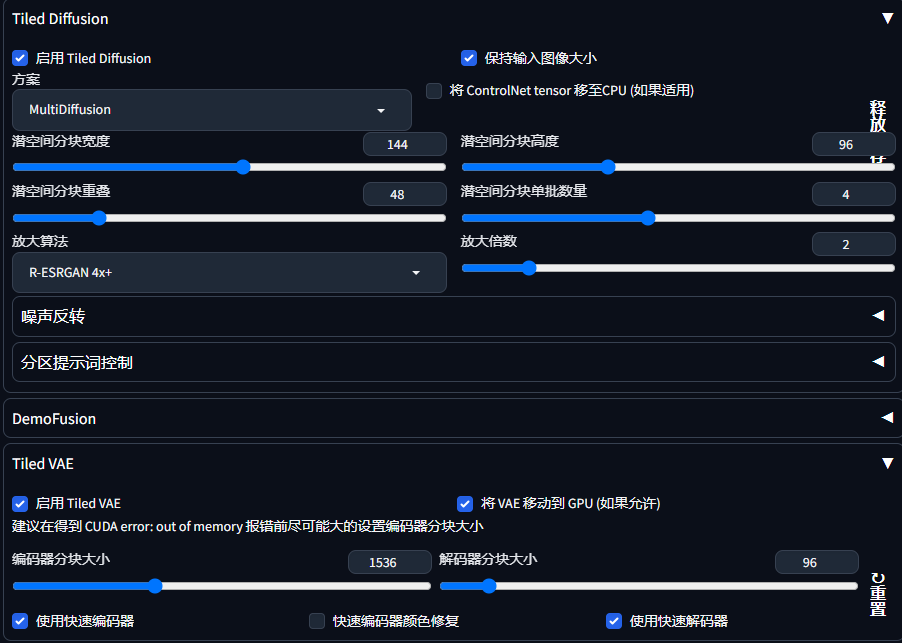 Tiled Diffusion
启用 Tiled Diffusion
保持输入图像大小
方案
MultiDiffusion
将 ControlNet tensor 移至CPU (如果适用)
释放
潜空间分块宽度
144
潜空间分块高度
96
潜空间分块重叠
48
潜空间分块单批数量
4
放大算法
R-ESRGAN 4x+
放大倍数
2
噪声反转
分区提示词控制
DemoFusion
Tiled VAE
启用 Tiled VAE
将 VAE 移动到 GPU (如果允许)
建议在得到 CUDA error: out of memory 报错前尽可能大的设置编码器分块大小
编码器分块大小
1536
解码器分块大小
96
↻重置
使用快速编码器
快速编码器颜色修复
使用快速解码器